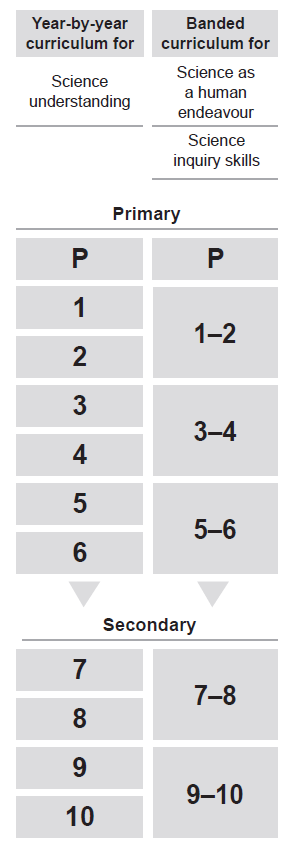 Year-by-year
curriculum for
Science
understanding
Banded
curriculum for
Science as
a human
endeavour
Science
inquiry skills
Primary
P
P
1
2
1–2
3
4
3–4
5
6
5–6
Secondary
7
8
7–8
9
10
9–10